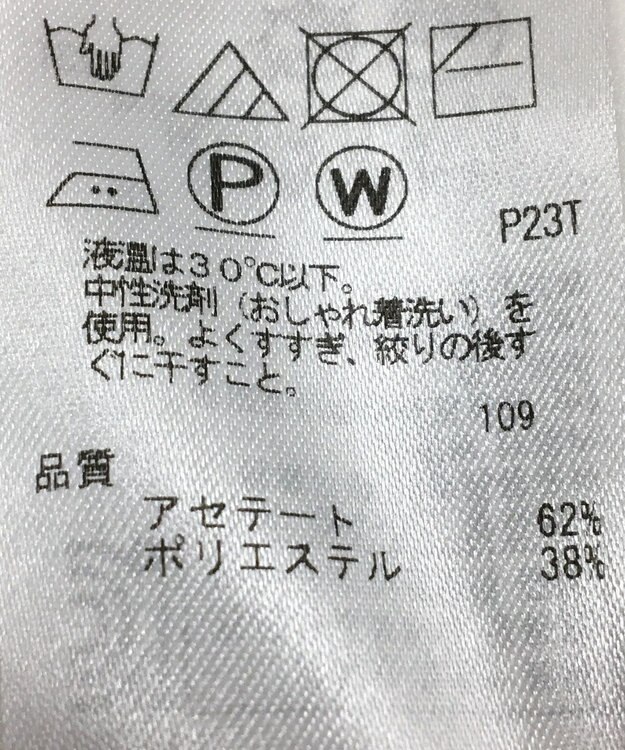 P W
P23T
液温は30℃以下。
中性洗剤（おしゃれ着洗い）を
使用。よくすすぎ、絞りの後す
ぐに干すこと。
109
品質
アセテート 62%
ポリエステル 38%